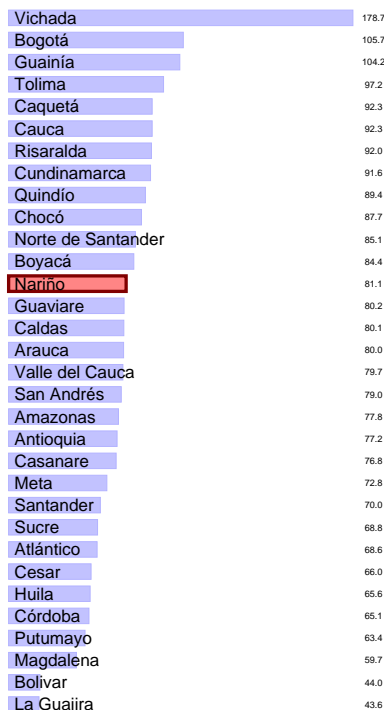 Vichada 178.7
Bogotá 105.7
Guainía 104.2
Tolima 97.2
Caquetá 92.3
Cauca 92.3
Risaralda 92.0
Cundinamarca 91.6
Quindío 89.4
Chocó 87.7
Norte de Santander 85.1
Boyacá 84.4
Nariño 81.1
Guaviare 80.2
Caldas 80.1
Arauca 80.0
Valle del Cauca 79.7
San Andrés 79.0
Amazonas 77.8
Antioquia 77.2
Casanare 76.8
Meta 72.8
Santander 70.0
Sucre 68.8
Atlántico 68.6
Cesar 66.0
Huila 65.6
Córdoba 65.1
Putumayo 63.4
Magdalena 59.7
Bolivar 44.0
La Guajira 43.6